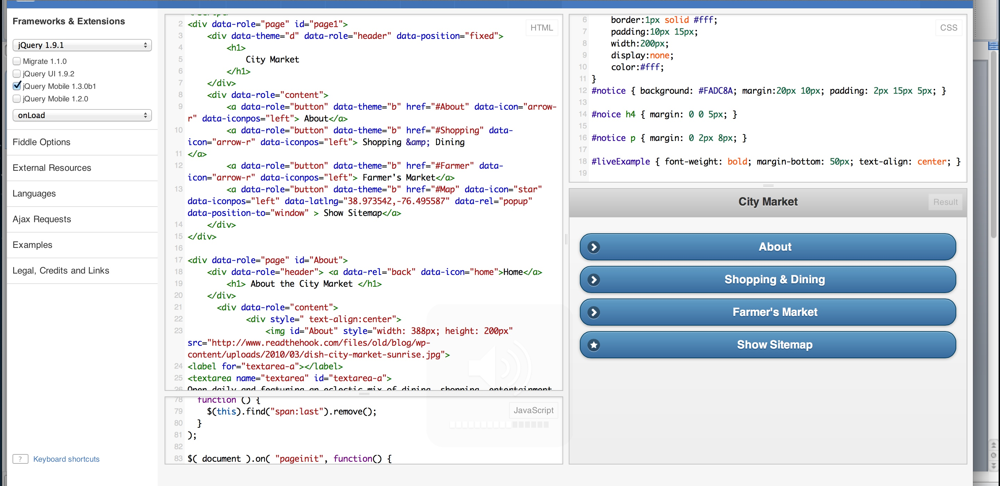 Frameworks & Extensions
jQuery 1.9.1
Migrate 1.1.0
jQuery UI 1.9.2
jQuery Mobile 1.3.0b1
jQuery Mobile 1.2.0
onLoad
Fiddle Options
External Resources
Languages
Ajax Requests
Examples
Legal, Credits and Links
? Keyboard shortcuts
HTML
2 <div data-role="page" id="page1">
3 <div data-theme="d" data-role="header" data-position="fixed">
4 <h1>
5 City Market
6 </h1>
7 </div>
8 <div data-role="content">
9 <a data-role="button" data-theme="b" href="#About" data-icon="arrow-
r" data-iconpos="left"> About</a>
10 <a data-role="button" data-theme="b" href="#Shopping" data-
icon="arrow-r" data-iconpos="left"> Shopping &amp; Dining
11 </a>
12 <a data-role="button" data-theme="b" href="#Farmer" data-
icon="arrow-r" data-iconpos="left"> Farmer's Market</a>
13 <a data-role="button" data-theme="b" href="#Map" data-icon="star"
data-iconpos="left" data-latlng="38.973542,-76.495587" data-rel="popup"
data-position-to="window" > Show Sitemap</a>
14 </div>
15 </div>
16
17 <div data-role="page" id="About">
18 <div data-role="header"> <a data-rel="back" data-icon="home">Home</a>
19 <h1> About the City Market </h1>
20 </div>
21 <div data-role="content">
22 <div style=" text-align:center">
23 <img id="About" style="width: 388px; height: 200px"
src="http://www.readthehook.com/files/old/blog/wp-
content/uploads/2010/03/dish-city-market-sunrise.jpg">
24 <label for="textarea-a"></label>
25 <textarea name="textarea" id="textarea-a">
26 Open daily and featuring an eclectic mix of dining, shopping, entertainment
JavaScript
78 function () {
79 $(this).find("span:last").remove();
80 }
81 );
82
83 $( document ).on( "pageinit", function() {
CSS
6 border:1px solid #fff;
7 padding:10px 15px;
8 width:200px;
9 display:none;
10 color:#fff;
11 }
12 #notice { background: #FADC8A; margin:20px 10px; padding: 2px 15px 5px; }
13
14 #noice h4 { margin: 0 0 5px; }
15
16 #notice p { margin: 0 2px 8px; }
17
18 #liveExample { font-weight: bold; margin-bottom: 50px; text-align: center; }
19
City Market
Result
About
Shopping & Dining
Farmer's Market
Show Sitemap